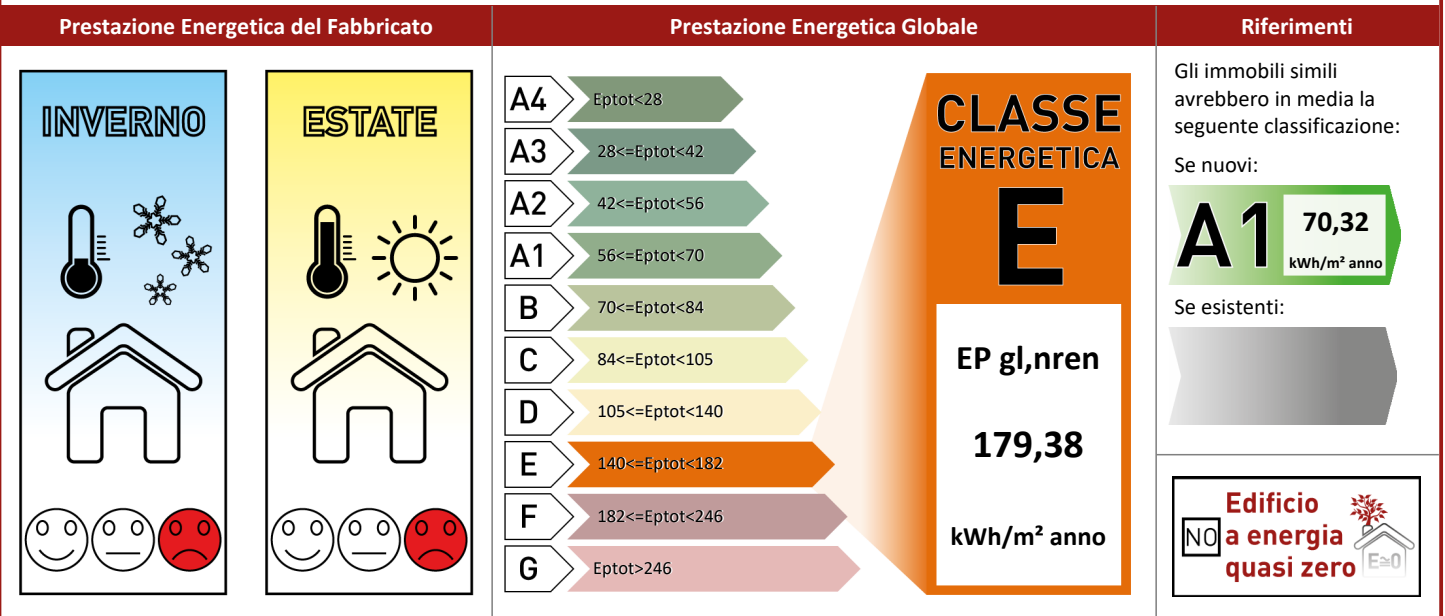 Prestazione Energetica del Fabbricato
Prestazione Energetica Globale
Riferimenti
INVERNO
ESTATE
A4
Eptot<28
A3
28<=Eptot<42
A2
42<=Eptot<56
A1
56<=Eptot<70
B
70<=Eptot<84
C
84<=Eptot<105
D
105<=Eptot<140
E
140<=Eptot<182
F
182<=Eptot<246
G
Eptot>246
CLASSE
ENERGETICA
E
EP gl,nren
179,38
kWh/m² anno
Gli immobili simili
avrebbero in media la
seguente classificazione:
Se nuovi:
A1
70,32
kWh/m² anno
Se esistenti:
NO
Edificio
a energia
quasi zero
E≅0